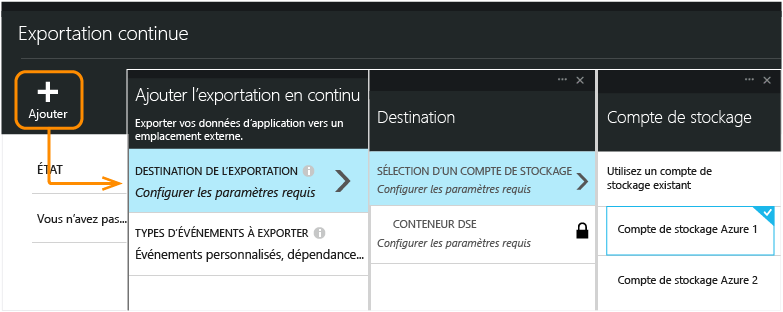 Exportation continue
Ajouter
ÉTAT
Vous n'avez pas...
Ajouter l'exportation en continu
Exporter vos données d'application vers un
emplacement externe.
DESTINATION DE L'EXPORTATION
Configurer les paramètres requis
TYPES D'ÉVÉNEMENTS À EXPORTER
Événements personnalisés, dépendance...
Destination
SÉLECTION D'UN COMPTE DE STOCKAGE
Configurer les paramètres requis
CONTENEUR DSE
Configurer les paramètres requis
Compte de stockage
Utilisez un compte de
stockage existant
Compte de stockage Azure 1
Compte de stockage Azure 2